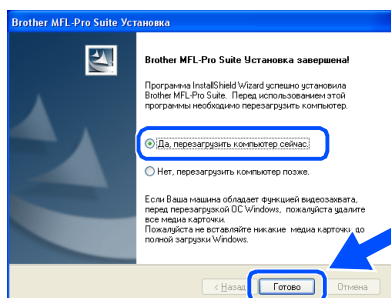 Brother MFL-Pro Suite Установка
Brother MFL-Pro Suite Установка завершена!
Программа InstallShield Wizard успешно установила
Brother MFL-Pro Suite. Перед использованием этой
программы необходимо перезагрузить компьютер.
Да, перезагрузить компьютер сейчас.
Нет, перезагрузить компьютер позже.
Если Ваша машина обладает функцией видеозахвата,
перед перезагрузкой ОС Windows, пожалуйста удалите
все медиа карточки.
Пожалуйста не вставляйте никакие медиа карточки до
полной загрузки Windows.
< Назад Готово Отмена